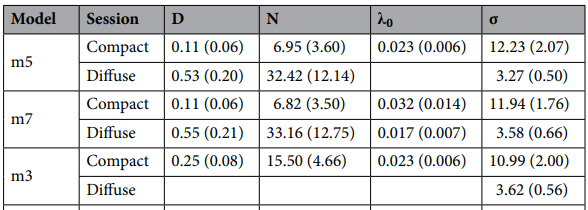 Model Session D N λ₀ σ
m5 Compact 0.11 (0.06) 6.95 (3.60) 0.023 (0.006) 12.23 (2.07)
Diffuse 0.53 (0.20) 32.42 (12.14) 3.27 (0.50)
m7 Compact 0.11 (0.06) 6.82 (3.50) 0.032 (0.014) 11.94 (1.76)
Diffuse 0.55 (0.21) 33.16 (12.75) 0.017 (0.007) 3.58 (0.66)
m3 Compact 0.25 (0.08) 15.50 (4.66) 0.023 (0.006) 10.99 (2.00)
Diffuse 3.62 (0.56)